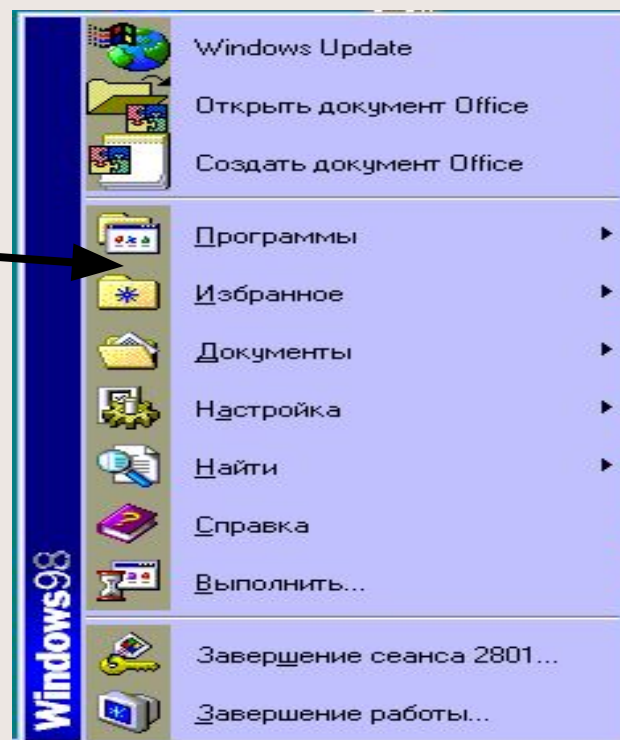 Windows Update
Открыть документ Office
Создать документ Office
Программы
Избранное
Документы
Настройка
Найти
Справка
Выполнить...
Завершение сеанса 2801...
Завершение работы...
Windows98